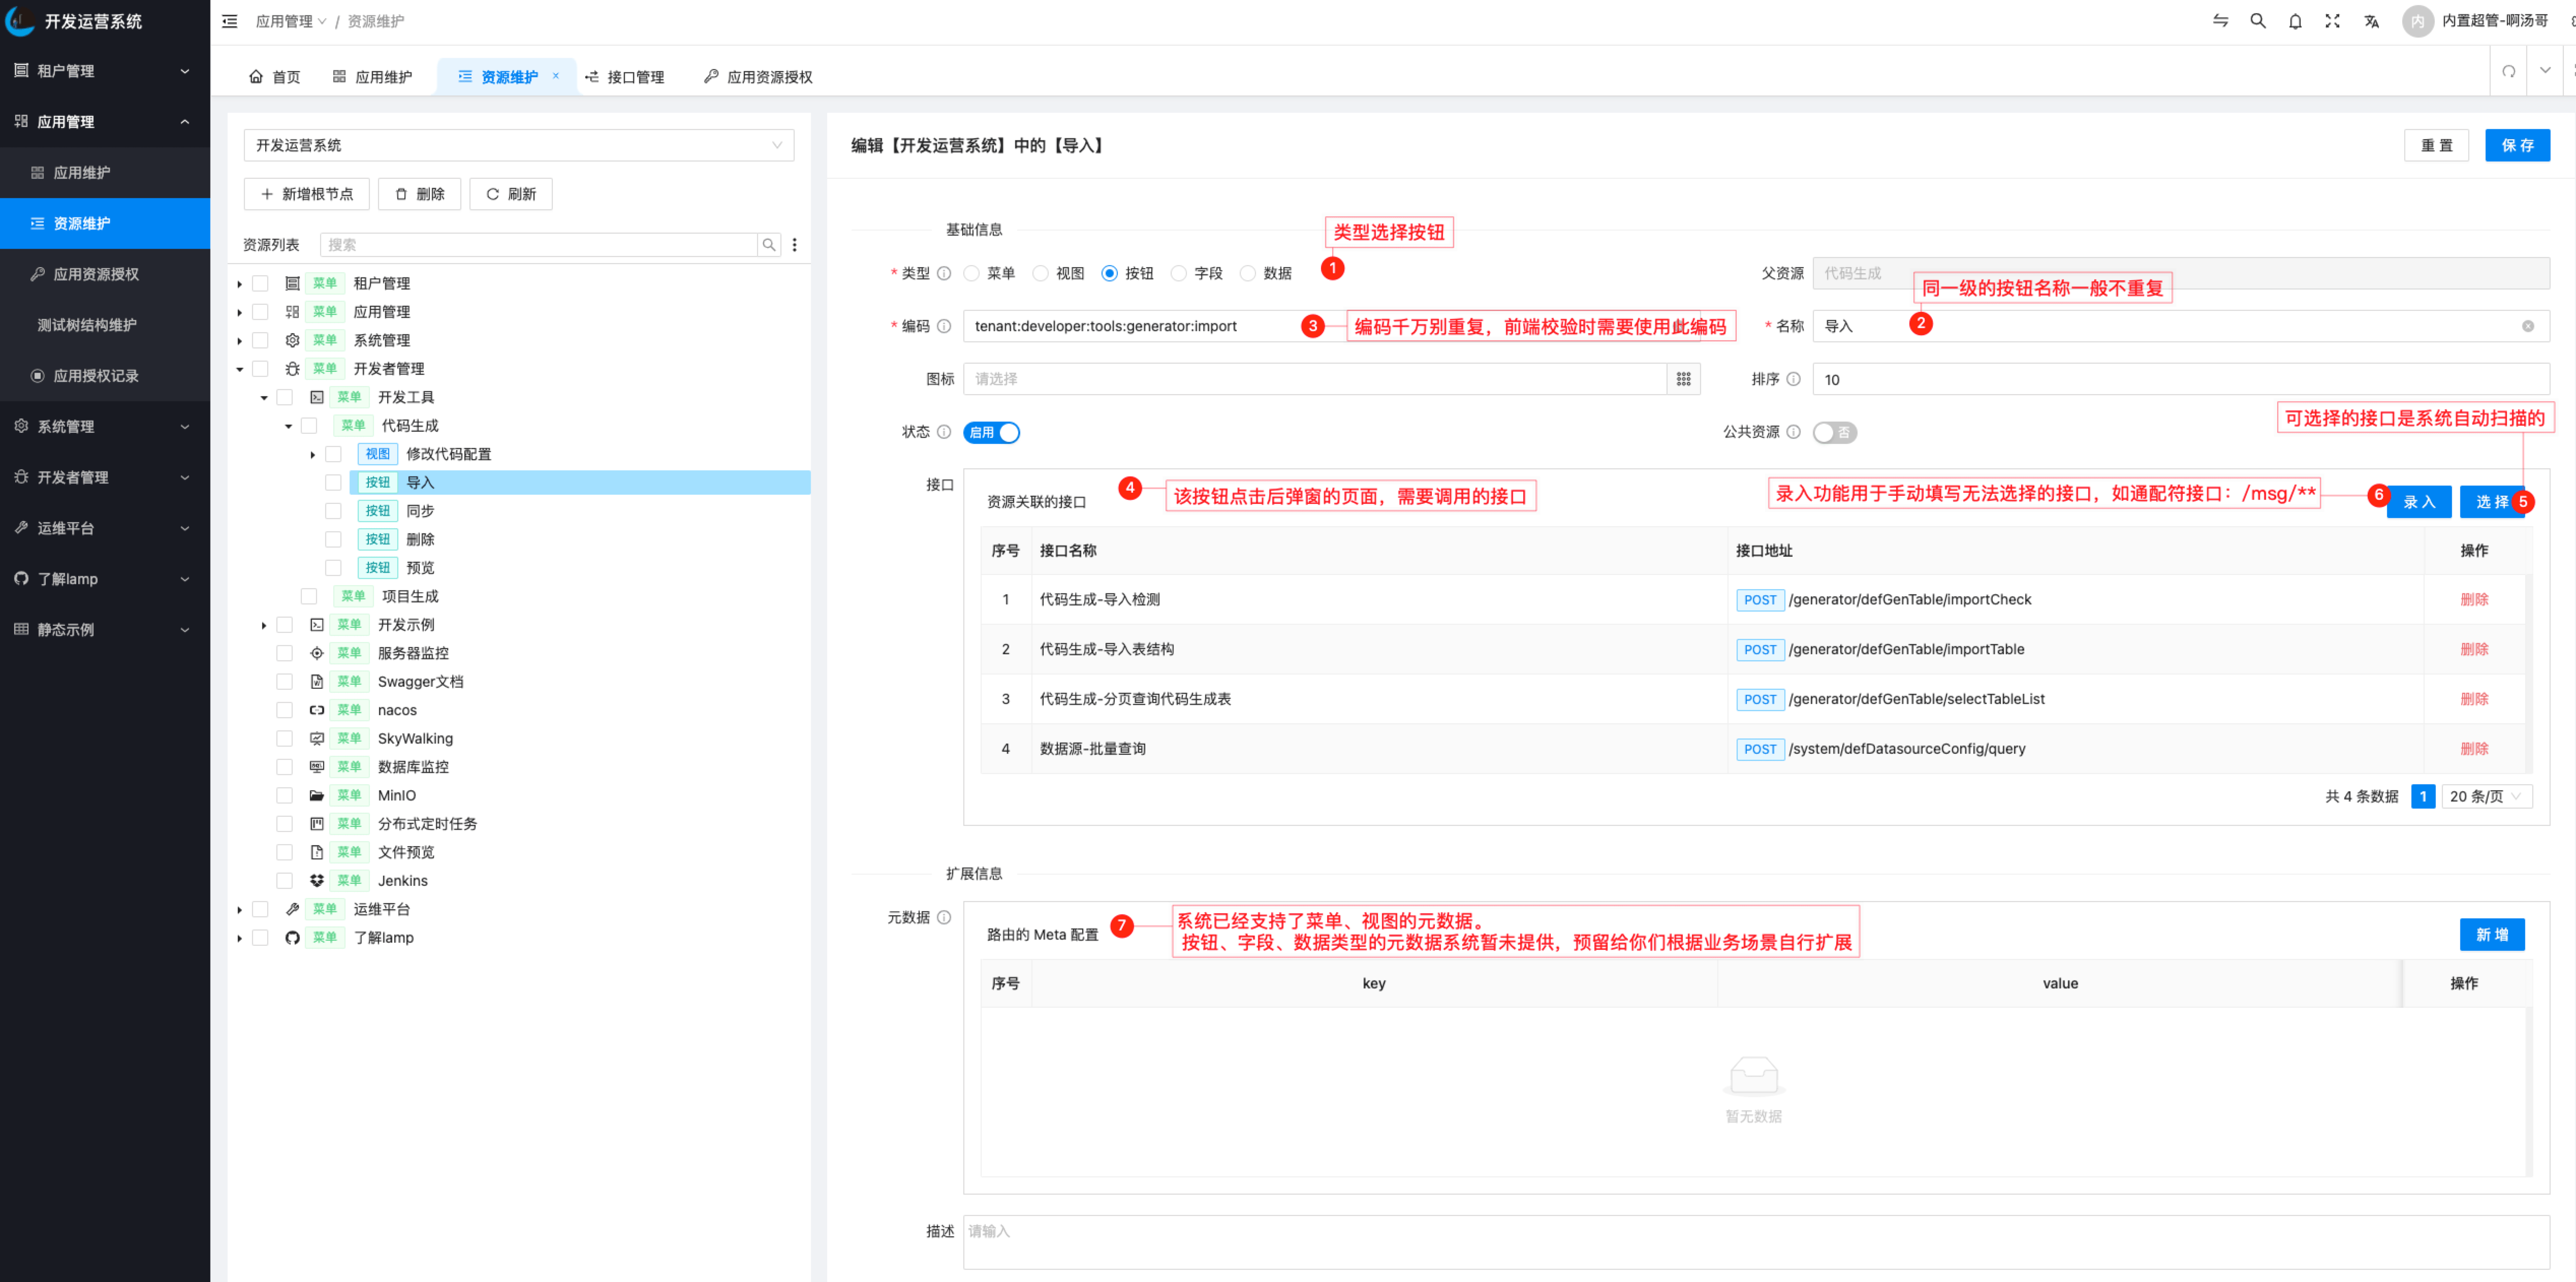 开发运营系统
应用管理 / 资源维护
内
内置超管-啊汤哥
租户管理
应用管理
应用维护
资源维护
应用资源授权
测试树结构维护
应用授权记录
系统管理
开发者管理
运维平台
了解lamp
静态示例
首页
应用维护
资源维护 ×
接口管理
应用资源授权
开发运营系统
新增根节点
删除
刷新
资源列表
搜索
菜单 租户管理
菜单 应用管理
菜单 系统管理
菜单 开发者管理
菜单 开发工具
菜单 代码生成
视图 修改代码配置
按钮 导入
按钮 同步
按钮 删除
按钮 预览
菜单 项目生成
菜单 开发示例
菜单 服务器监控
菜单 Swagger文档
菜单 nacos
菜单 SkyWalking
菜单 数据库监控
菜单 MinIO
菜单 分布式定时任务
菜单 文件预览
菜单 Jenkins
菜单 运维平台
菜单 了解lamp
编辑【开发运营系统】中的【导入】
重置
保存
基础信息
类型选择按钮
* 类型 菜单 视图 按钮 字段 数据 1
父资源 代码生成
同一级的按钮名称一般不重复
* 编码 tenant:developer:tools:generator:import
3 编码千万别重复，前端校验时需要使用此编码
* 名称 导入 2
图标 请选择
排序 10
状态 启用
公共资源 否
可选择的接口是系统自动扫描的
接口
资源关联的接口
4 该按钮点击后弹窗的页面，需要调用的接口
录入功能用于手动填写无法选择的接口，如通配符接口：/msg/** 6
录入
选择 5
序号 接口名称 接口地址 操作
1 代码生成-导入检测 POST /generator/defGenTable/importCheck 删除
2 代码生成-导入表结构 POST /generator/defGenTable/importTable 删除
3 代码生成-分页查询代码生成表 POST /generator/defGenTable/selectTableList 删除
4 数据源-批量查询 POST /system/defDatasourceConfig/query 删除
共 4 条数据 1 20 条/页
扩展信息
元数据
路由的 Meta 配置
7 系统已经支持了菜单、视图的元数据。
按钮、字段、数据类型的元数据系统暂未提供，预留给你们根据业务场景自行扩展
新增
序号 key value 操作
暂无数据
描述 请输入